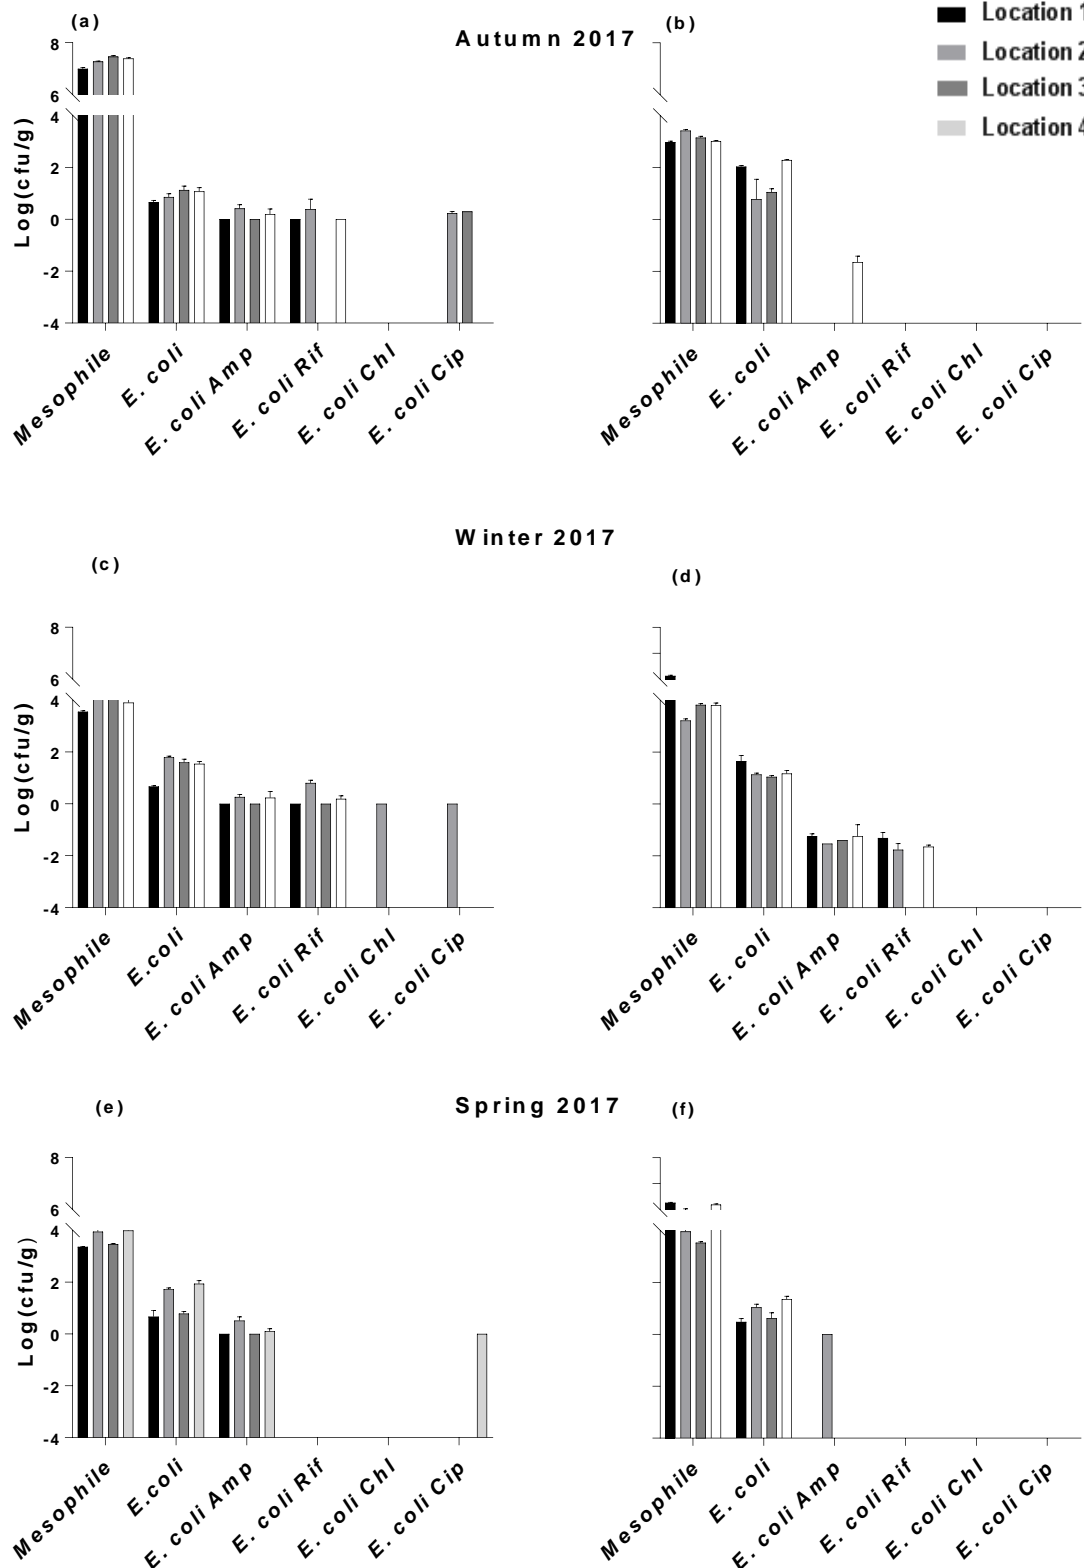 (a)
Autumn 2017
(b)
Location 1
Location 2
Location 3
Location 4
Log(cfu/g)
8
6
4
2
0
-2
-4
Mesophile
E. coli
E. coli Amp
E. coli Rif
E. coli Chl
E. coli Cip
Mesophile
E. coli
E. coli Amp
E. coli Rif
E. coli Chl
E. coli Cip
Winter 2017
(c)
(d)
Log(cfu/g)
8
6
4
2
0
-2
-4
Mesophile
E.coli
E. coli Amp
E. coli Rif
E. coli Chl
E. coli Cip
Mesophile
E. coli
E. coli Amp
E. coli Rif
E. coli Chl
E. coli Cip
(e)
Spring 2017
(f)
Log(cfu/g)
8
6
4
2
0
-2
-4
Mesophile
E.coli
E. coli Amp
E. coli Rif
E. coli Chl
E. coli Cip
Mesophile
E. coli
E. coli Amp
E. coli Rif
E. coli Chl
E. coli Cip